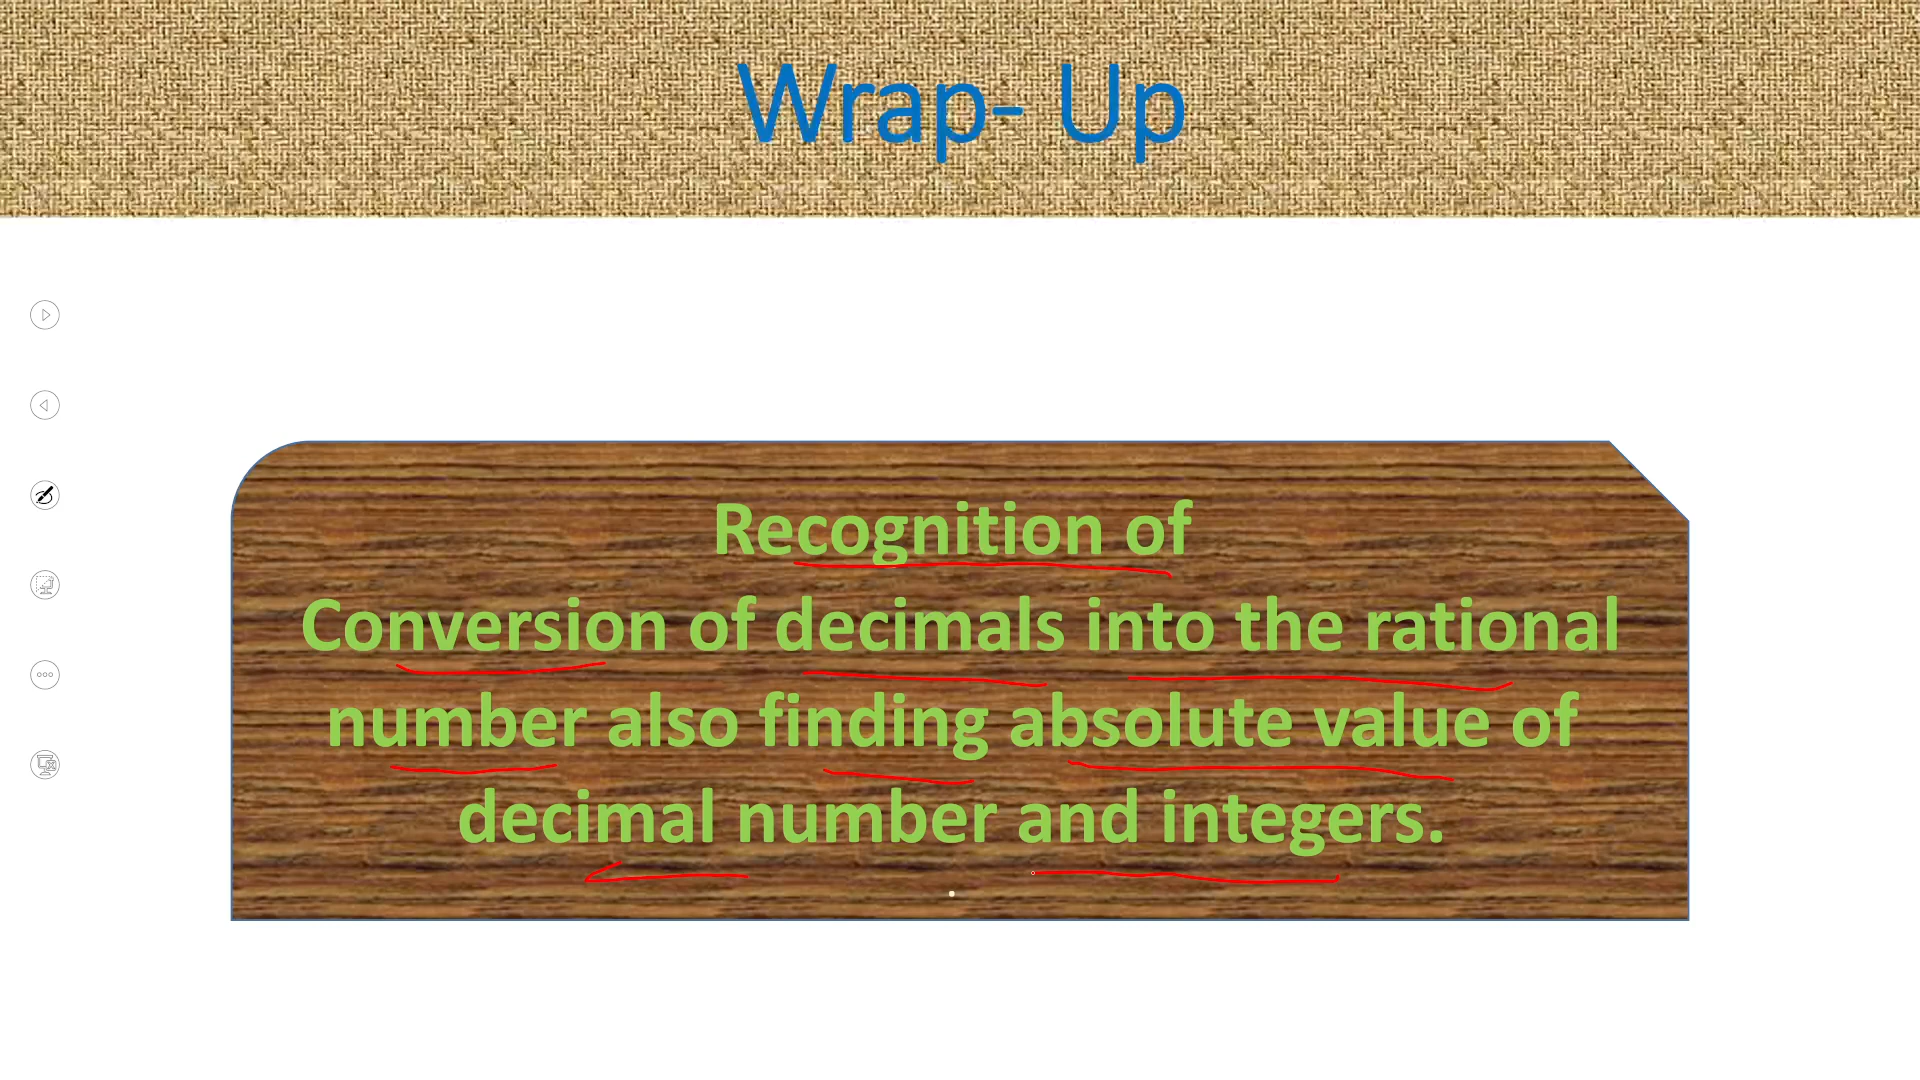 Wrap- Up
Recognition of
Conversion of decimals into the rational
number also finding absolute value of
decimal number and integers.